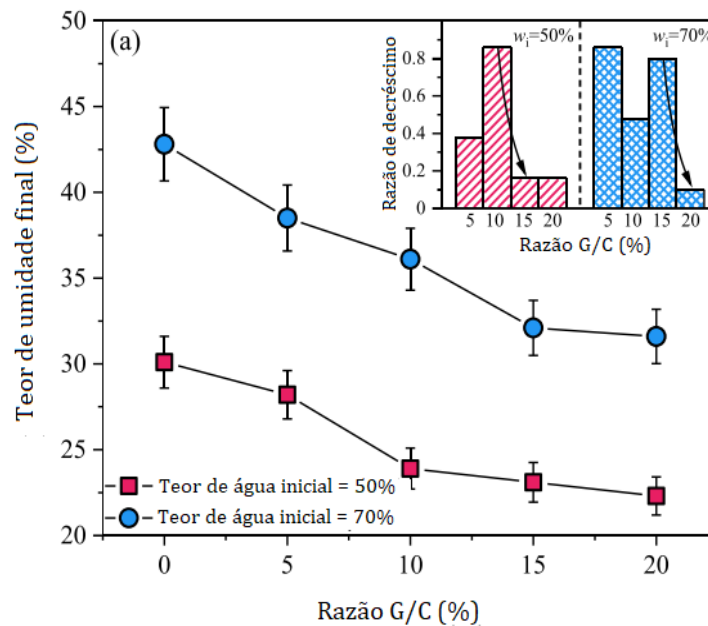 (a)
Teor de umidade final (%)
50
45
40
35
30
25
20
0
5
10
15
20
Razão G/C (%)
Teor de água inicial = 50%
Teor de água inicial = 70%
Razão de decréscimo
0.8
0.6
0.4
0.2
0
wi=50%
wi=70%
5 10 15 20
5 10 15 20
Razão G/C (%)